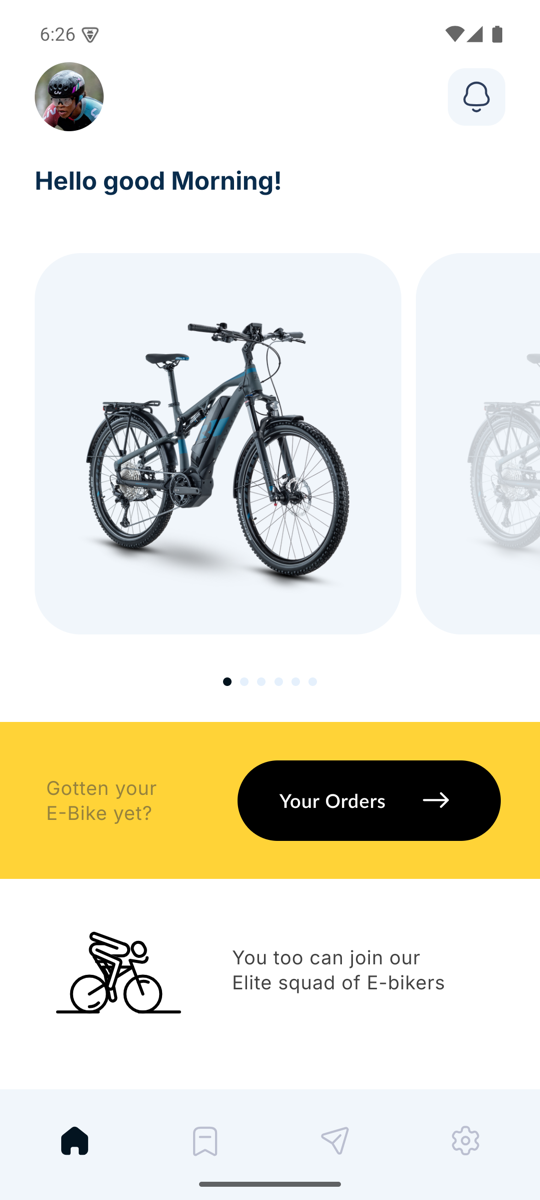 6:26
Hello good Morning!
Gotten your
E-Bike yet?
Your Orders
You too can join our
Elite squad of E-bikers